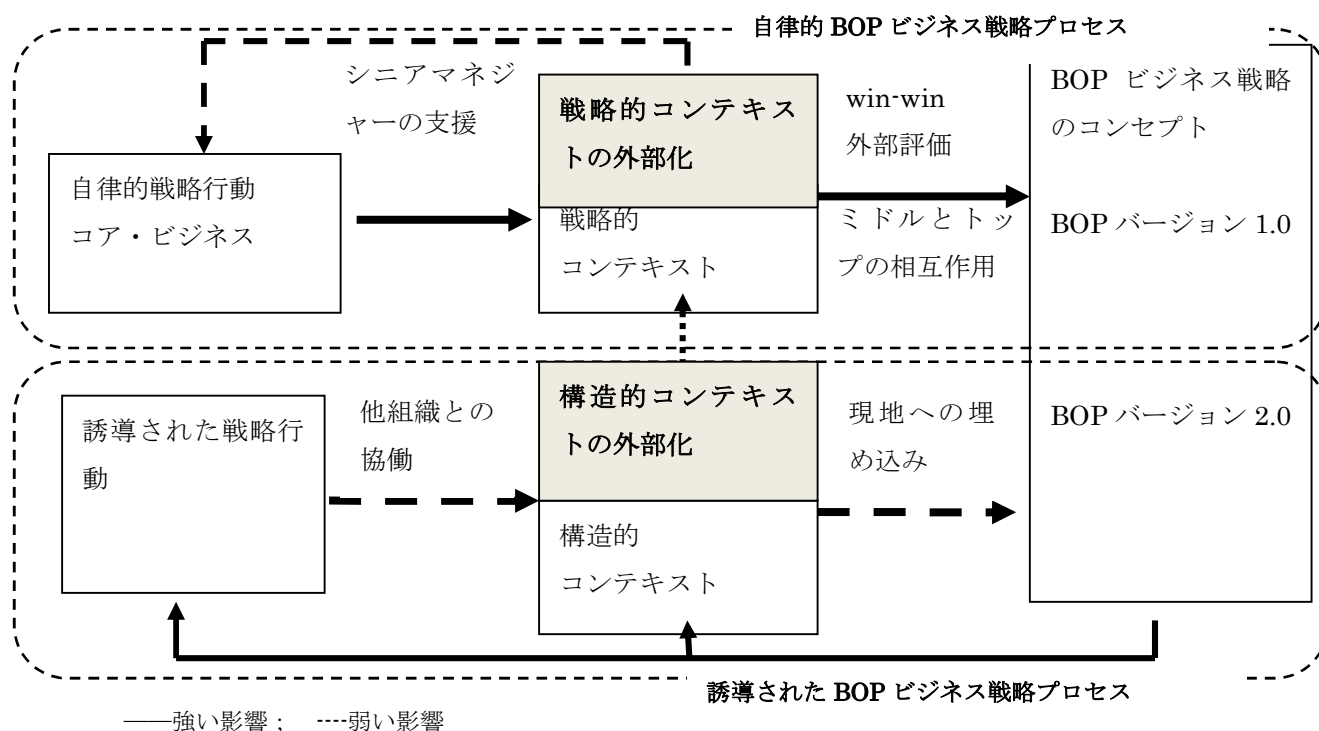 自律的 BOP ビジネス戦略プロセス
シニアマネジ
ャーの支援
戦略的コンテキス
トの外部化
win-win
外部評価
BOP ビジネス戦略
のコンセプト
自律的戦略行動
コア・ビジネス
戦略的
コンテキスト
ミドルとトッ
プの相互作用
BOP バージョン 1.0
誘導された戦略行
動
他組織との
協働
構造的コンテキス
トの外部化
現地への埋
め込み
BOP バージョン 2.0
構造的
コンテキスト
誘導された BOP ビジネス戦略プロセス
――強い影響； ----弱い影響